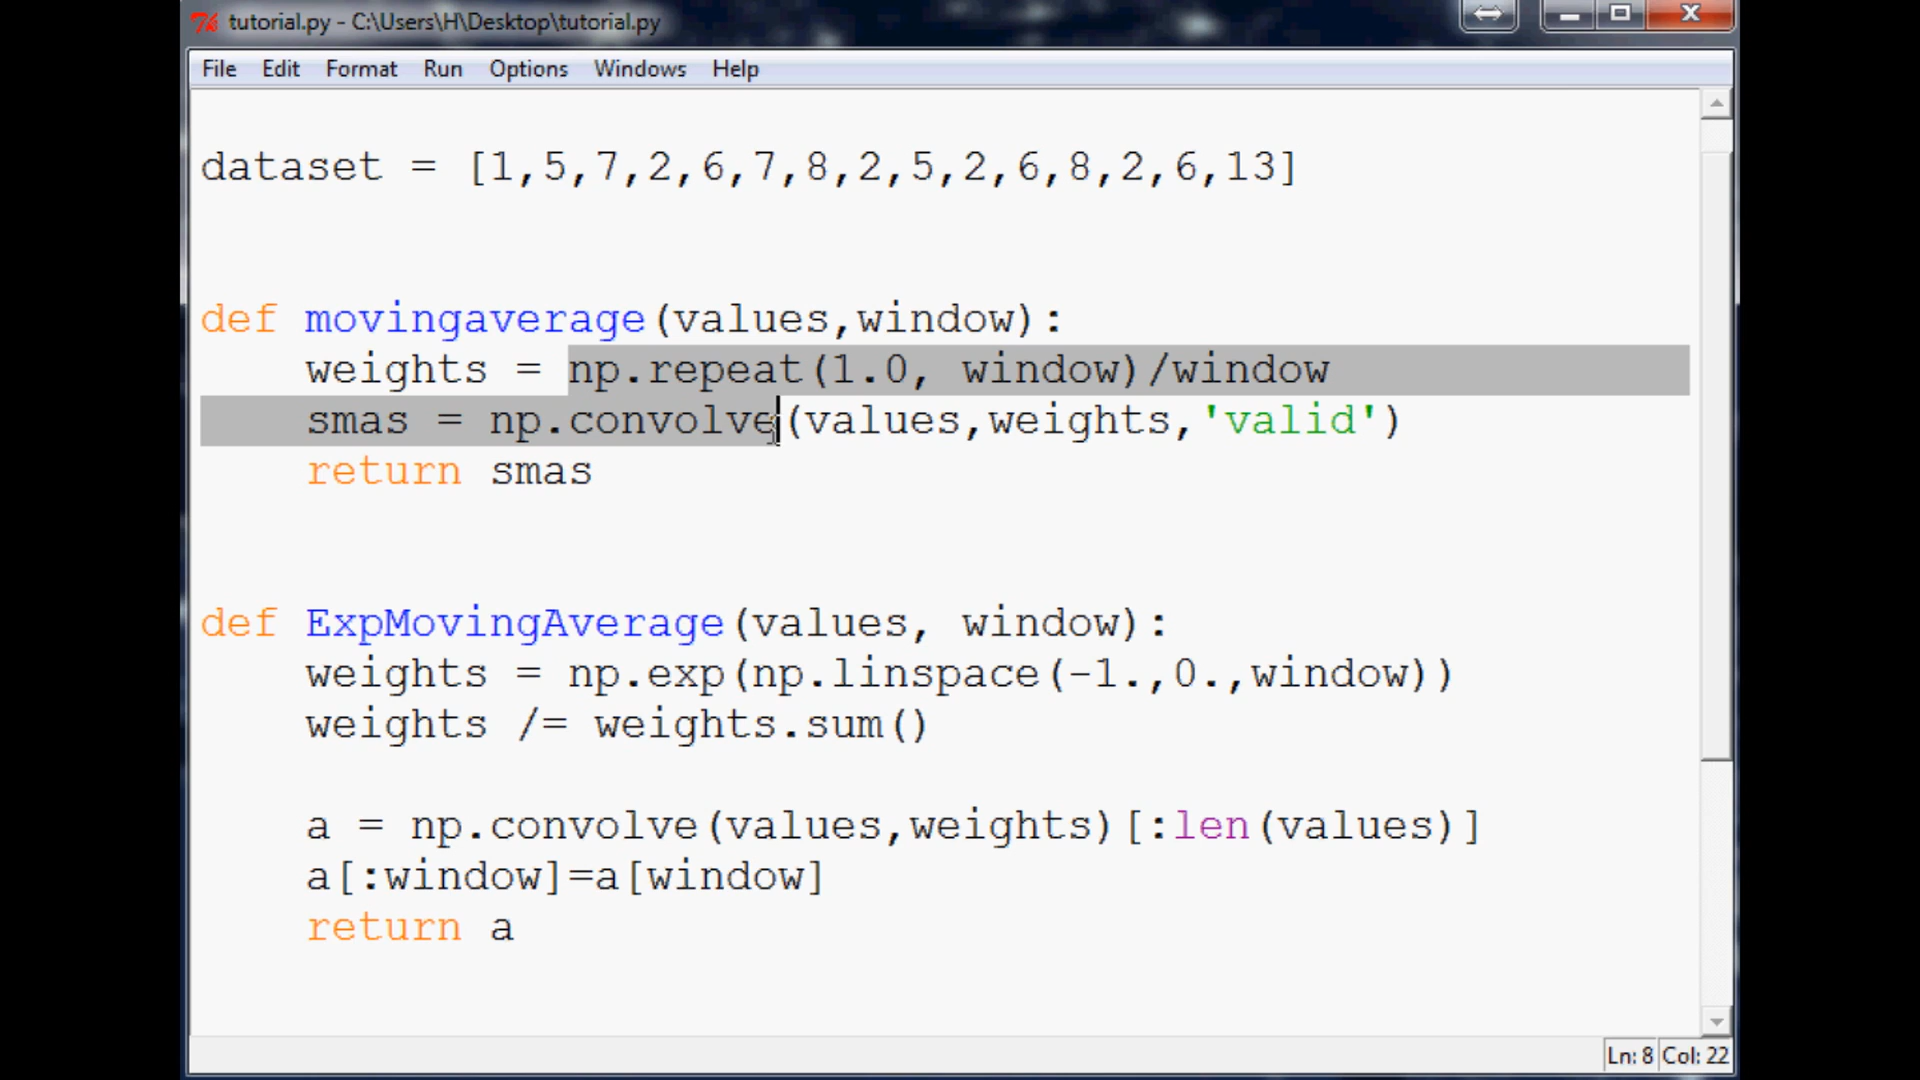 tutorial.py - C:\Users\H\Desktop\tutorial.py
File Edit Format Run Options Windows Help
dataset = [1,5,7,2,6,7,8,2,5,2,6,8,2,6,13]
def movingaverage(values,window):
    weights = np.repeat(1.0, window)/window
    smas = np.convolve(values,weights,'valid')
    return smas
def ExpMovingAverage(values, window):
    weights = np.exp(np.linspace(-1.,0.,window))
    weights /= weights.sum()
    a = np.convolve(values,weights)[:len(values)]
    a[:window]=a[window]
    return a
Ln: 8 Col: 22